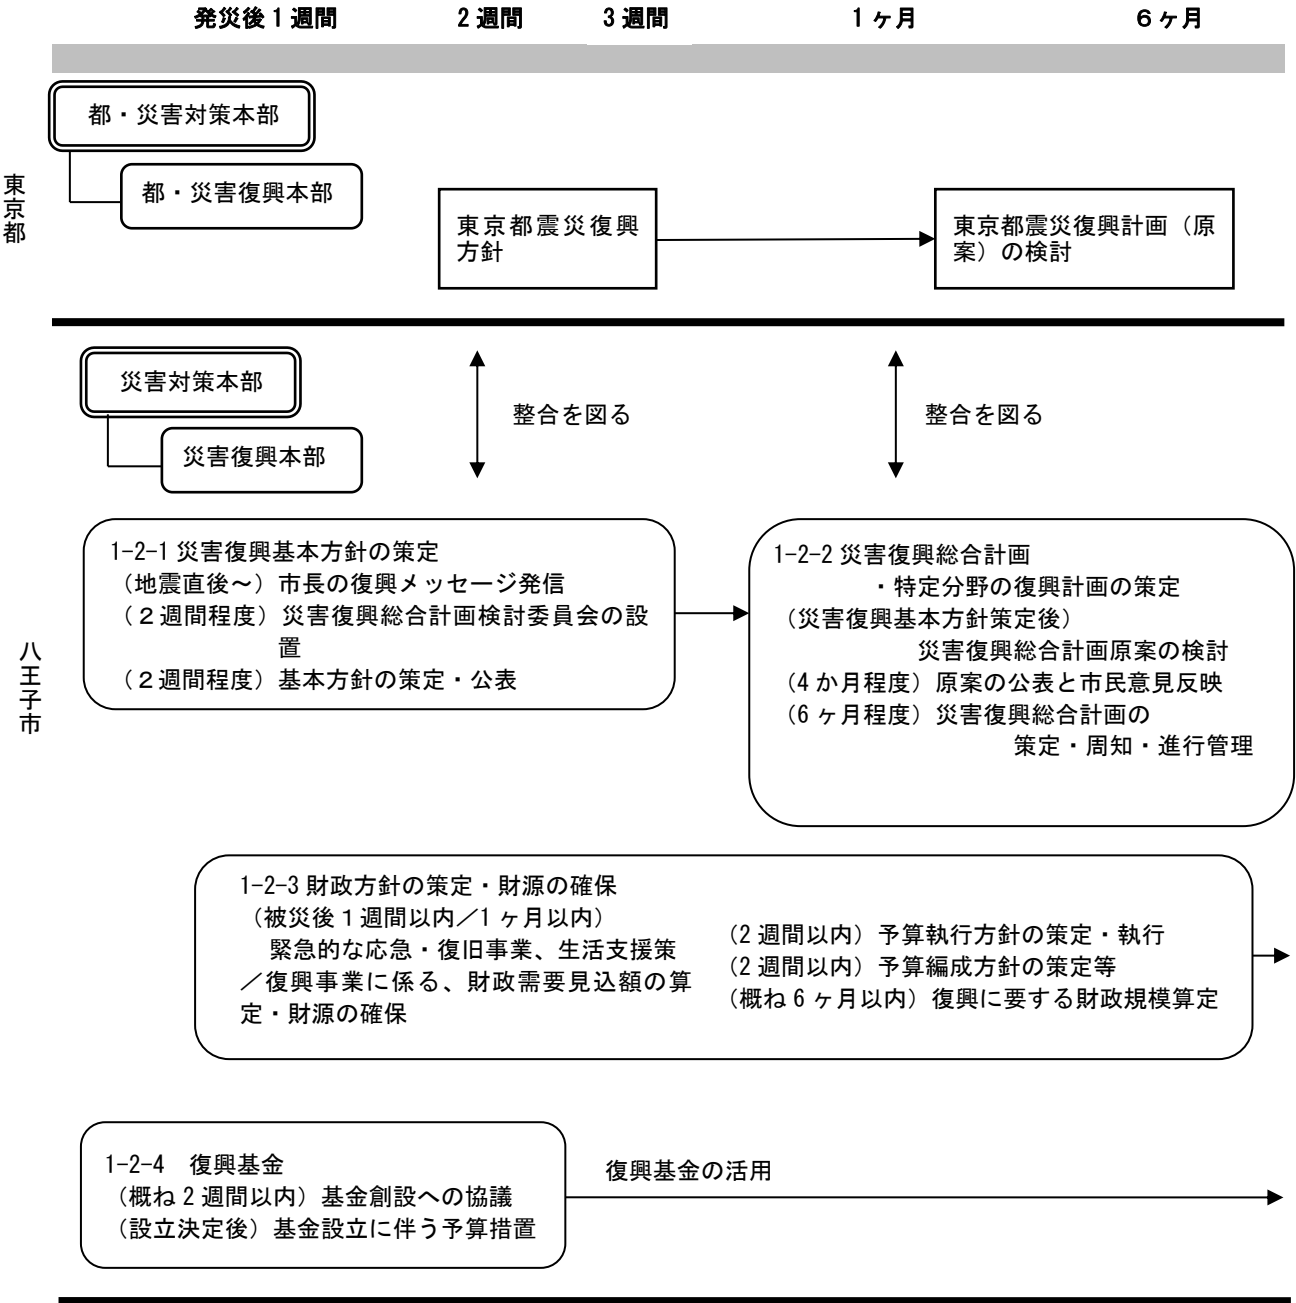 発災後1週間 2週間 3週間 1ヶ月 6ヶ月
東京都
都・災害対策本部
都・災害復興本部
東京都震災復興
方針
東京都震災復興計画（原
案）の検討
八王子市
災害対策本部
災害復興本部
整合を図る
整合を図る
1-2-1 災害復興基本方針の策定
（地震直後～）市長の復興メッセージ発信
（２週間程度）災害復興総合計画検討委員会の設
置
（２週間程度）基本方針の策定・公表
1-2-2 災害復興総合計画
・特定分野の復興計画の策定
（災害復興基本方針策定後）
災害復興総合計画原案の検討
（4 か月程度）原案の公表と市民意見反映
（6 ヶ月程度）災害復興総合計画の
策定・周知・進行管理
1-2-3 財政方針の策定・財源の確保
（被災後１週間以内／1 ヶ月以内）
緊急的な応急・復旧事業、生活支援策
／復興事業に係る、財政需要見込額の算
定・財源の確保
（2 週間以内）予算執行方針の策定・執行
（2 週間以内）予算編成方針の策定等
（概ね 6 ヶ月以内）復興に要する財政規模算定
1-2-4　復興基金
（概ね 2 週間以内）基金創設への協議
（設立決定後）基金設立に伴う予算措置
復興基金の活用